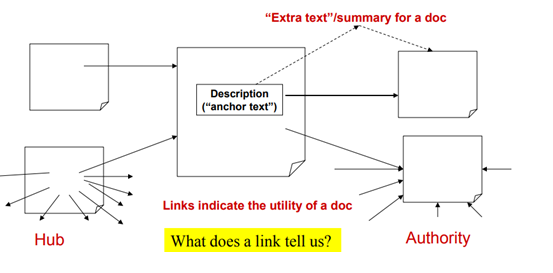 “Extra text”/summary for a doc
Description
(“anchor text”)
Links indicate the utility of a doc
Hub
What does a link tell us?
Authority